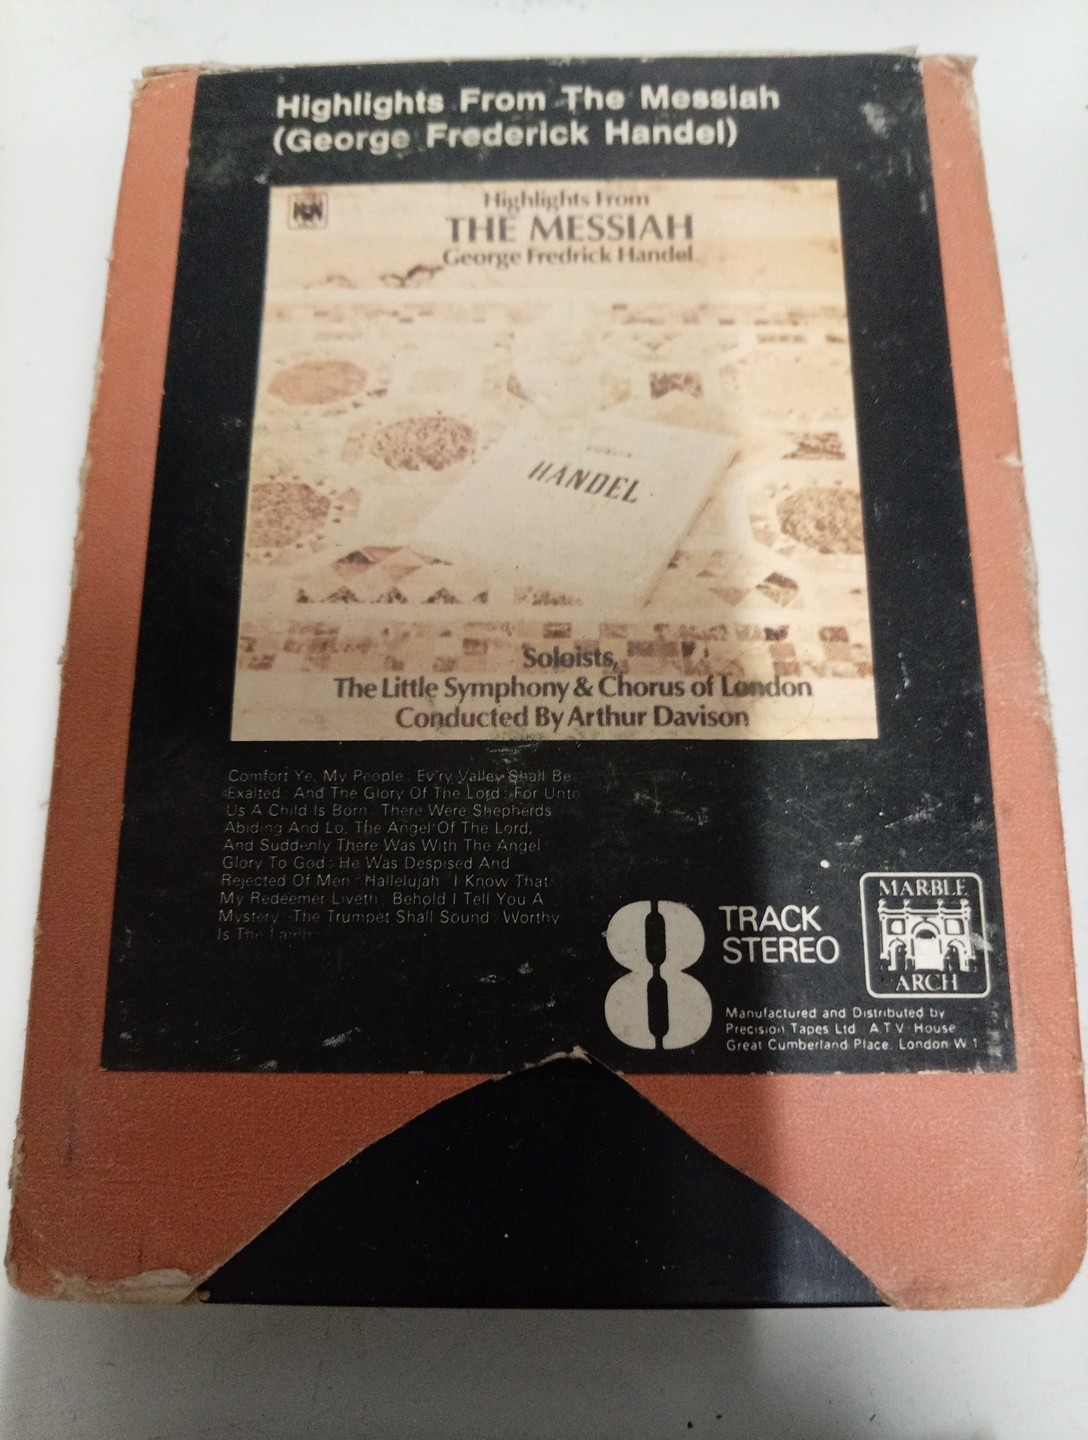 Highlights From The Messiah
(George Frederick Handel)
Highlights From
THE MESSIAH
George Fredrick Handel
HANDEL
Soloists,
The Little Symphony & Chorus of London
Conducted By Arthur Davison
Comfort Ye, My People : Ev'ry Valley Shall Be
Exalted : And The Glory Of The Lord : For Unto
Us A Child Is Born : There Were Shepherds
Abiding And Lo, The Angel Of The Lord,
And Suddenly There Was With The Angel :
Glory To God : He Was Despised And
Rejected Of Men : Hallelujah : I Know That
My Redeemer Liveth : Behold I Tell You A
Mystery : The Trumpet Shall Sound : Worthy
Is The Lamb
8 TRACK
STEREO
MARBLE
ARCH
Manufactured and Distributed by
Precision Tapes Ltd A.T.V. House
Great Cumberland Place, London W 1